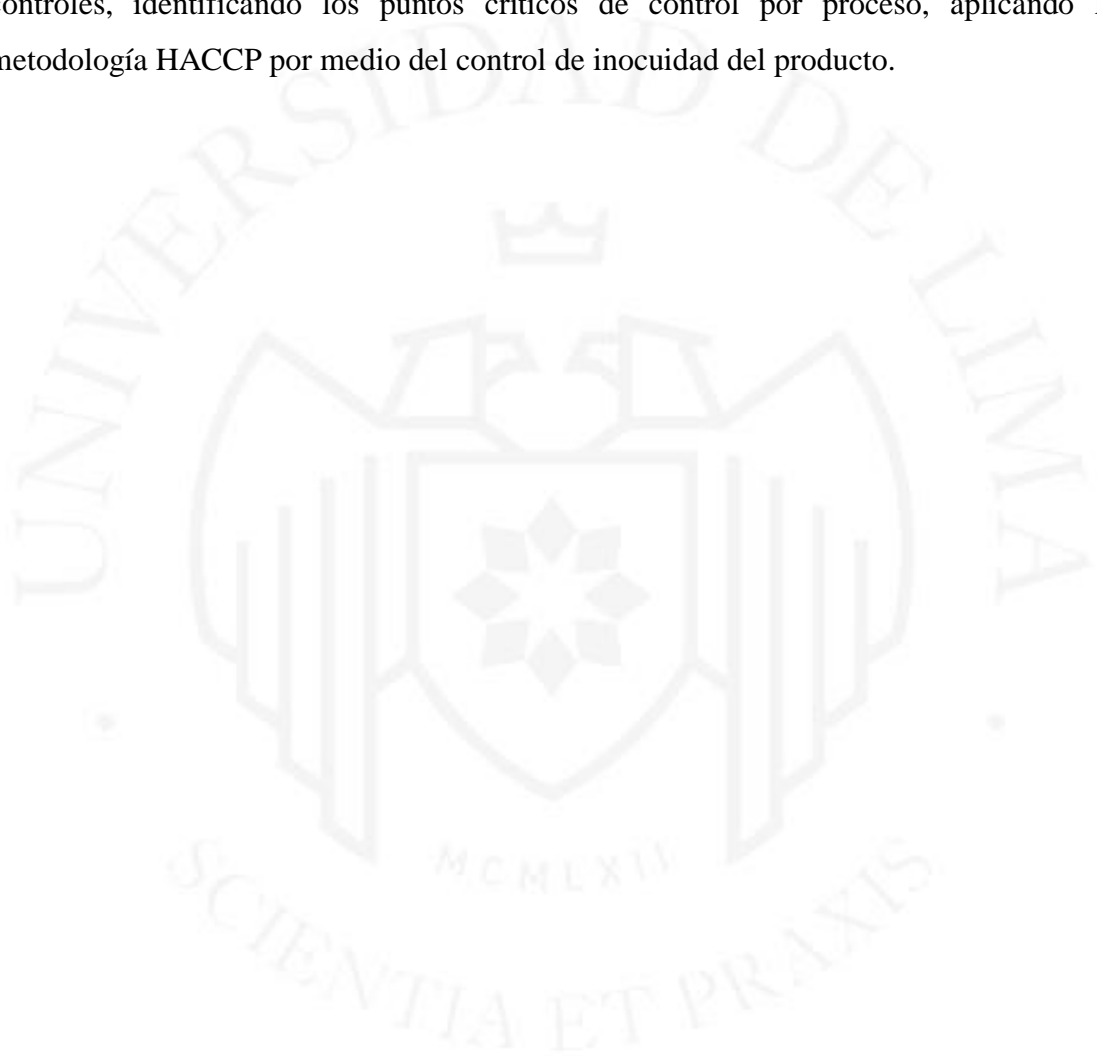 controles, identificando los puntos críticos de control por proceso, aplicando
metodología HACCP por medio del control de inocuidad del producto.
UNIVERSIDAD DE LIMA
MCMLXII
SCIENTIA ET PRAXIS